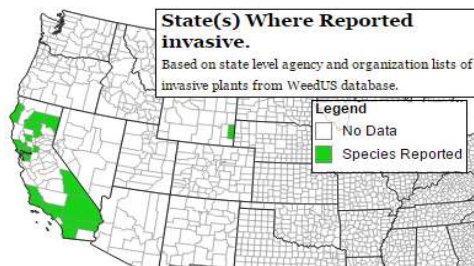 State(s) Where Reported
invasive.
Based on state level agency and organization lists of
invasive plants from WeedUS database.
Legend
No Data
Species Reported